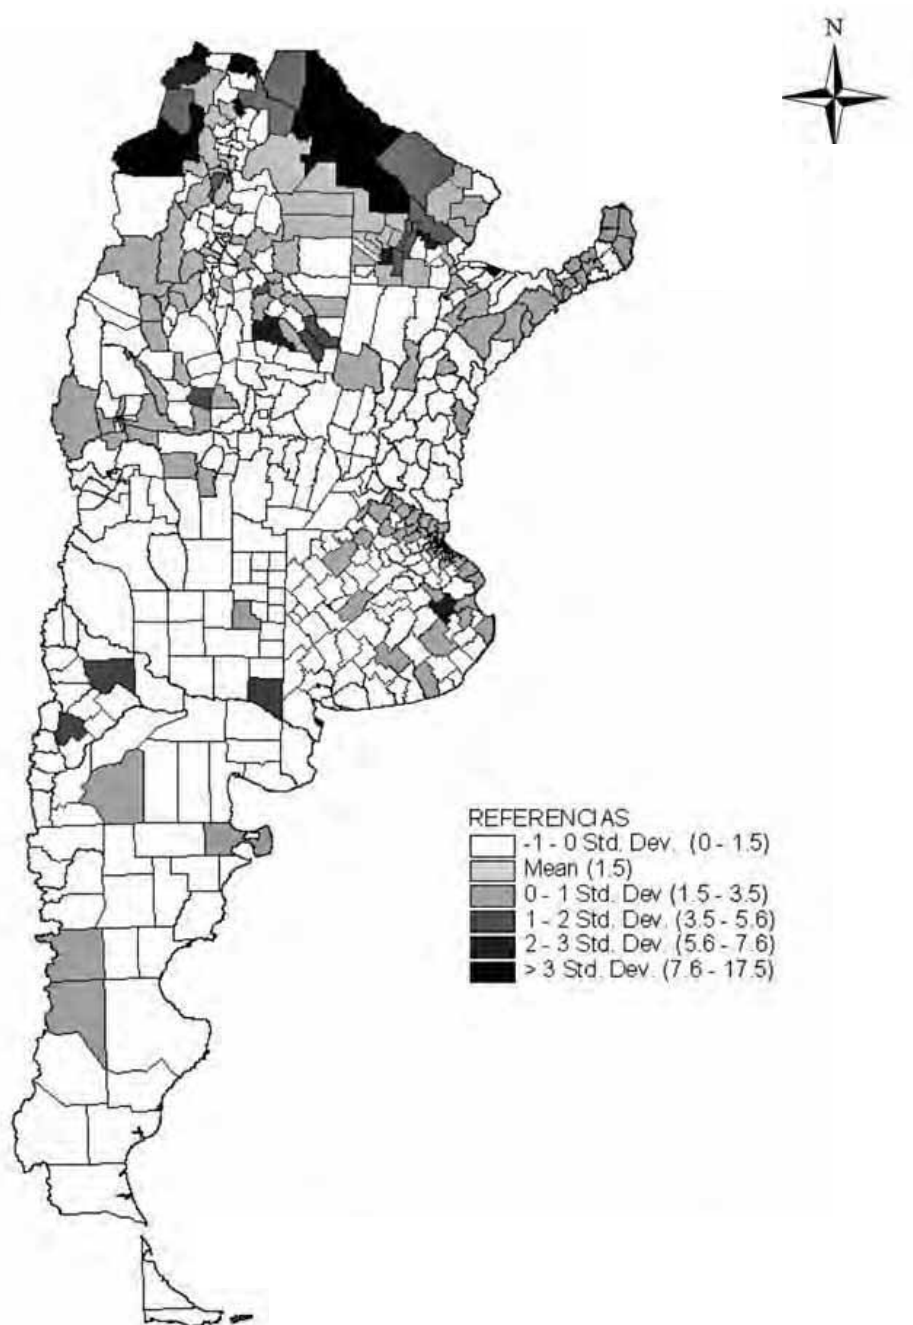 N
REFERENCIAS
-1 - 0 Std. Dev. (0 - 1.5)
Mean (1.5)
0 - 1 Std. Dev (1.5 - 3.5)
1 - 2 Std. Dev. (3.5 - 5.6)
2 - 3 Std. Dev. (5.6 - 7.6)
> 3 Std. Dev. (7.6 - 17.5)